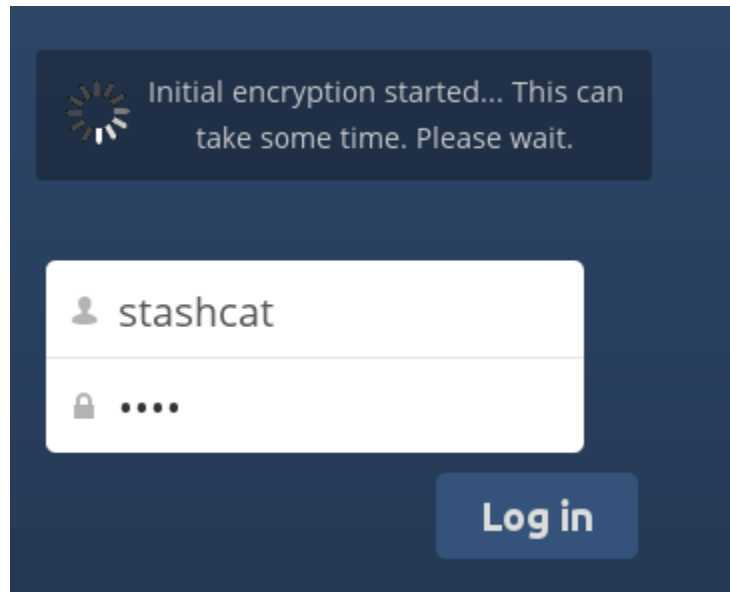 Initial encryption started... This can
take some time. Please wait.
stashcat
••••
Log in